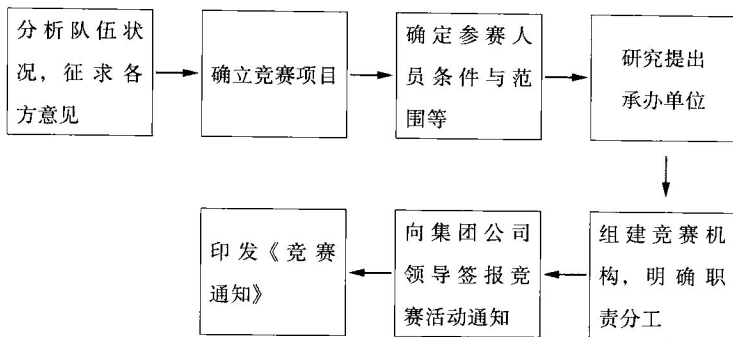 分析队伍状
况，征求各
方意见
确立竞赛项目
确定参赛人
员条件与范
围等
研究提出
承办单位
组建竞赛机
构，明确职
责分工
向集团公司
领导签报竞
赛活动通知
印发《竞赛
通知》